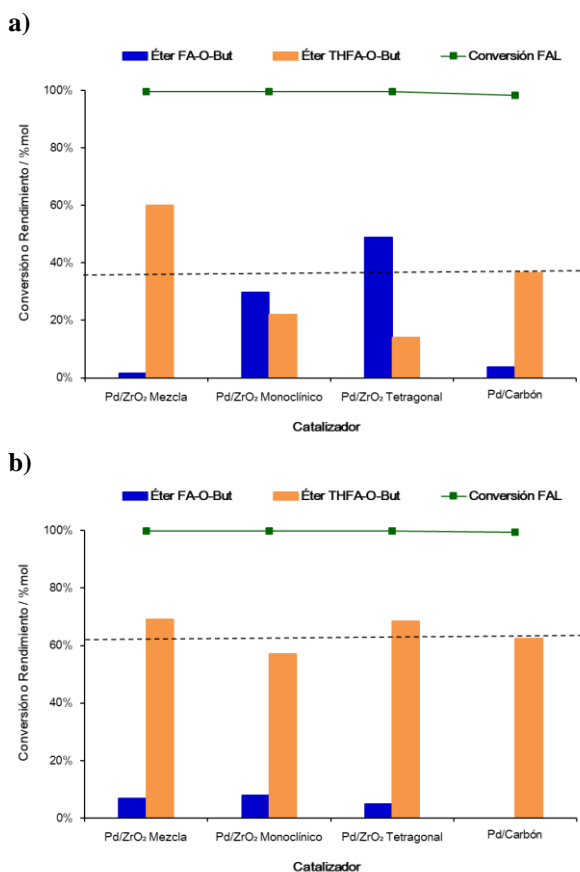 a)
Éter FA-O-But Éter THFA-O-But Conversión FAL
100%
80%
60%
40%
20%
0%
Conversión o Rendimiento / %mol
Pd/ZrO₂ Mezcla Pd/ZrO₂ Monoclínico Pd/ZrO₂ Tetragonal Pd/Carbón
Catalizador
b)
Éter FA-O-But Éter THFA-O-But Conversión FAL
100%
80%
60%
40%
20%
0%
Conversión o Rendimiento / %mol
Pd/ZrO₂ Mezcla Pd/ZrO₂ Monoclínico Pd/ZrO₂ Tetragonal Pd/Carbón
Catalizador